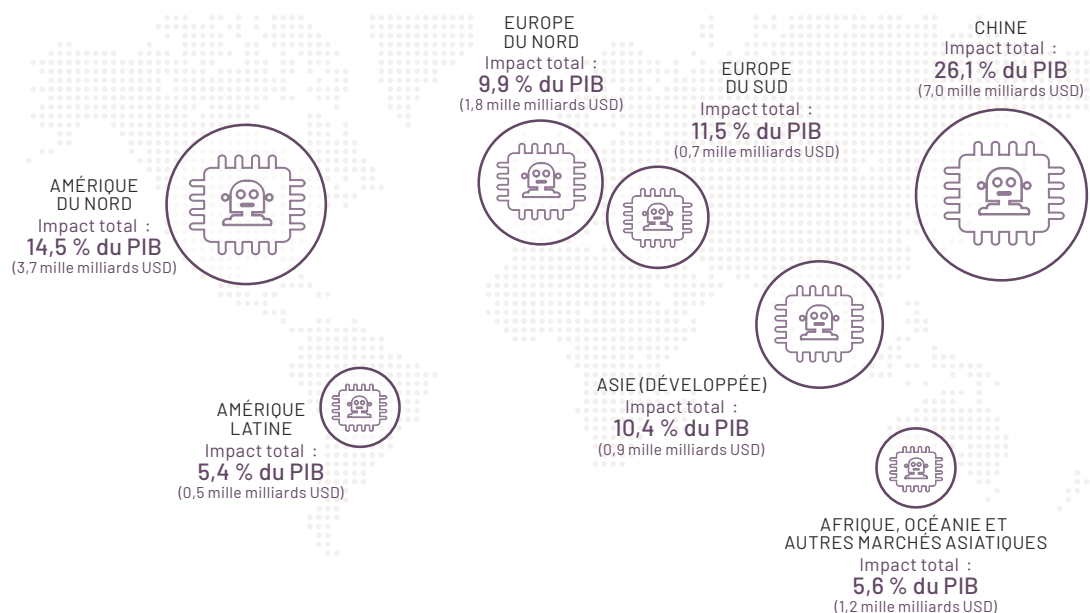 EUROPE
DU NORD
Impact total :
9,9 % du PIB
(1,8 mille milliards USD)
EUROPE
DU SUD
Impact total :
11,5 % du PIB
(0,7 mille milliards USD)
CHINE
Impact total :
26,1 % du PIB
(7,0 mille milliards USD)
AMÉRIQUE
DU NORD
Impact total :
14,5 % du PIB
(3,7 mille milliards USD)
ASIE (DÉVELOPPÉE)
Impact total :
10,4 % du PIB
(0,9 mille milliards USD)
AMÉRIQUE
LATINE
Impact total :
5,4 % du PIB
(0,5 mille milliards USD)
AFRIQUE, OCÉANIE ET
AUTRES MARCHÉS ASIATIQUES
Impact total :
5,6 % du PIB
(1,2 mille milliards USD)